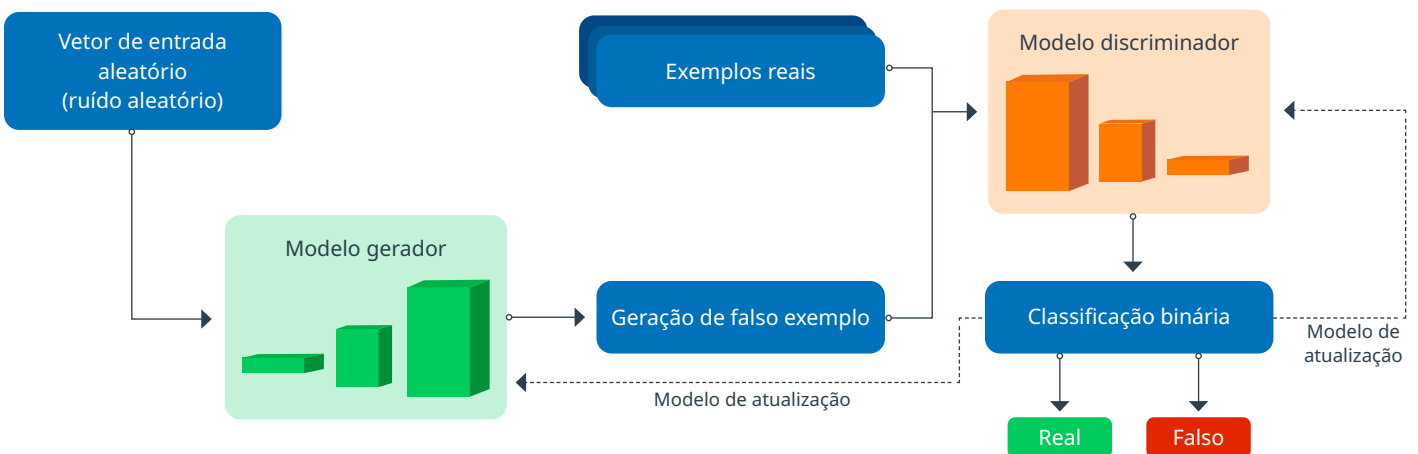 Vetor de entrada
aleatório
(ruído aleatório)
Exemplos reais
Modelo discriminador
Modelo gerador
Geração de falso exemplo
Classificação binária
Modelo de
atualização
Modelo de atualização
Real
Falso